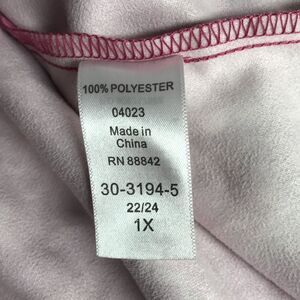 100% POLYESTER
04023
Made in
China
RN 88842
30-3194-5
22/24
1X